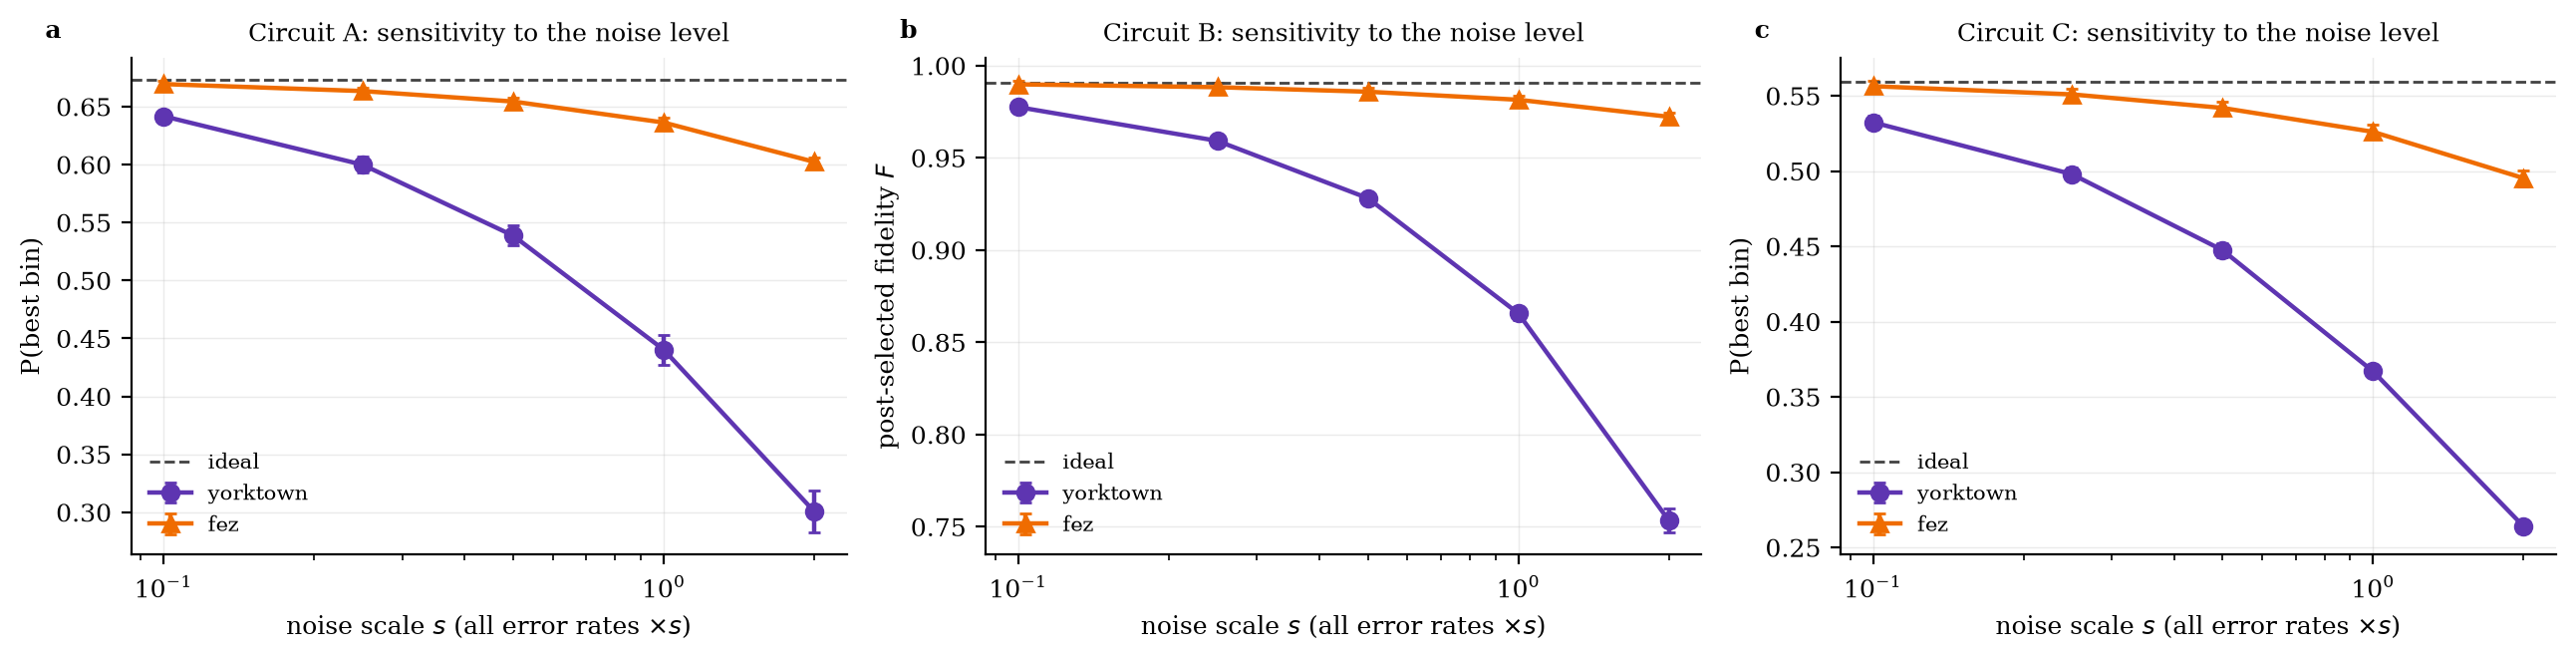 a
Circuit A: sensitivity to the noise level
P(best bin)
0.65
0.60
0.55
0.50
0.45
0.40
0.35
0.30
ideal
yorktown
fez
10⁻¹
10⁰
noise scale s (all error rates ×s)
b
Circuit B: sensitivity to the noise level
post-selected fidelity F
1.00
0.95
0.90
0.85
0.80
0.75
ideal
yorktown
fez
10⁻¹
10⁰
noise scale s (all error rates ×s)
c
Circuit C: sensitivity to the noise level
P(best bin)
0.55
0.50
0.45
0.40
0.35
0.30
0.25
ideal
yorktown
fez
10⁻¹
10⁰
noise scale s (all error rates ×s)